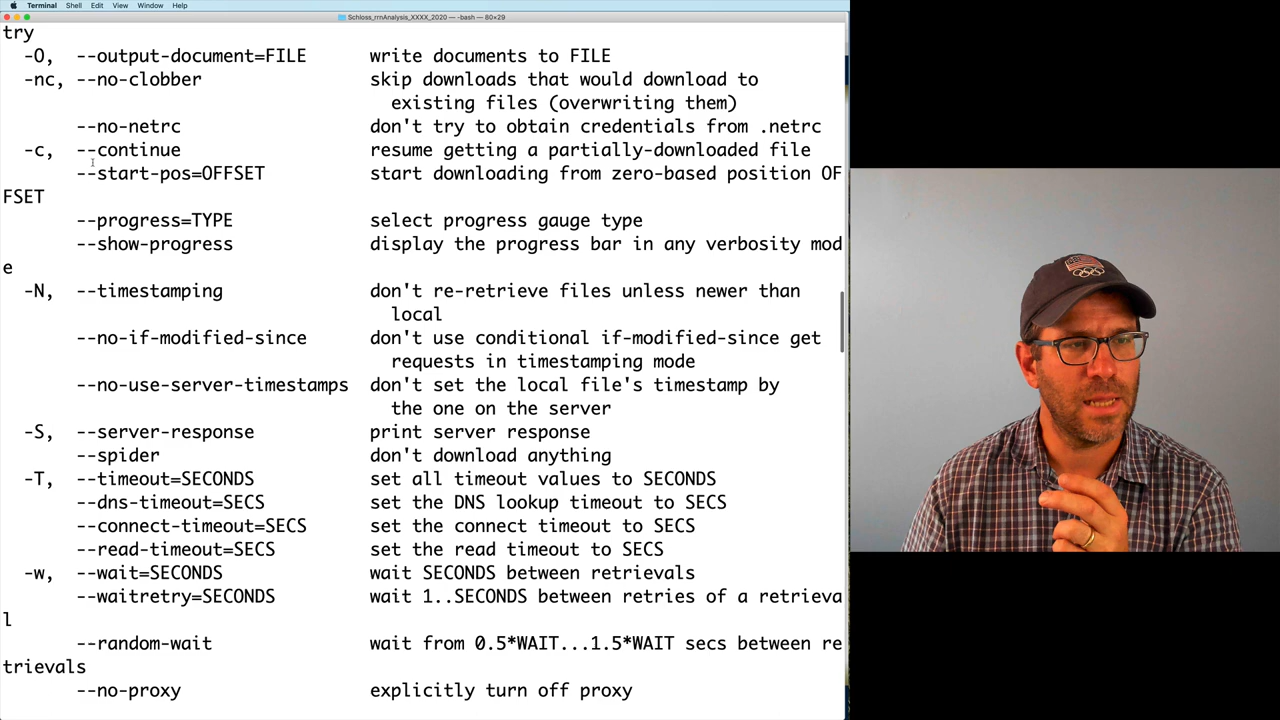 Terminal Shell Edit View Window Help
Schloss_rrnAnalysis_XXXX_2020 — -bash — 80×29
try
-O, --output-document=FILE write documents to FILE
-nc, --no-clobber skip downloads that would download to
existing files (overwriting them)
--no-netrc don't try to obtain credentials from .netrc
-c, --continue resume getting a partially-downloaded file
--start-pos=OFFSET start downloading from zero-based position OF
FSET
--progress=TYPE select progress gauge type
--show-progress display the progress bar in any verbosity mod
e
-N, --timestamping don't re-retrieve files unless newer than
local
--no-if-modified-since don't use conditional if-modified-since get
requests in timestamping mode
--no-use-server-timestamps don't set the local file's timestamp by
the one on the server
-S, --server-response print server response
--spider don't download anything
-T, --timeout=SECONDS set all timeout values to SECONDS
--dns-timeout=SECS set the DNS lookup timeout to SECS
--connect-timeout=SECS set the connect timeout to SECS
--read-timeout=SECS set the read timeout to SECS
-w, --wait=SECONDS wait SECONDS between retrievals
--waitretry=SECONDS wait 1..SECONDS between retries of a retrieva
l
--random-wait wait from 0.5*WAIT...1.5*WAIT secs between re
trievals
--no-proxy explicitly turn off proxy